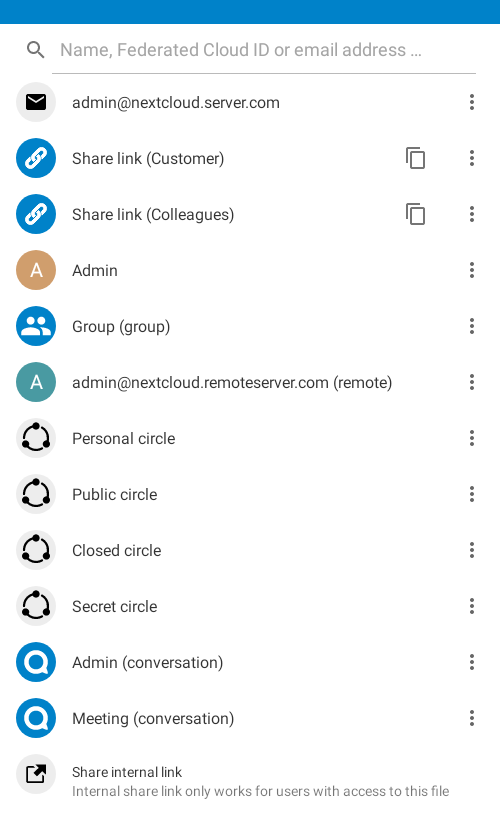 Name, Federated Cloud ID or email address …
admin@nextcloud.server.com
Share link (Customer)
Share link (Colleagues)
A Admin
Group (group)
A admin@nextcloud.remoteserver.com (remote)
Personal circle
Public circle
Closed circle
Secret circle
Admin (conversation)
Meeting (conversation)
Share internal link
Internal share link only works for users with access to this file